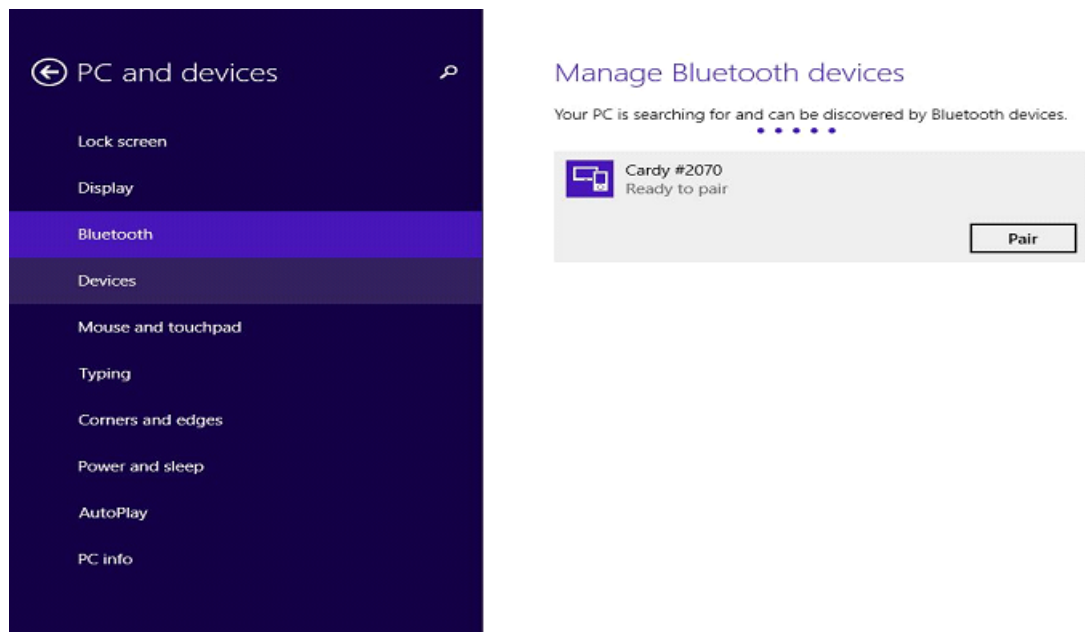 PC and devices
Lock screen
Display
Bluetooth
Devices
Mouse and touchpad
Typing
Corners and edges
Power and sleep
AutoPlay
PC info
Manage Bluetooth devices
Your PC is searching for and can be discovered by Bluetooth devices.
Cardy #2070
Ready to pair
Pair